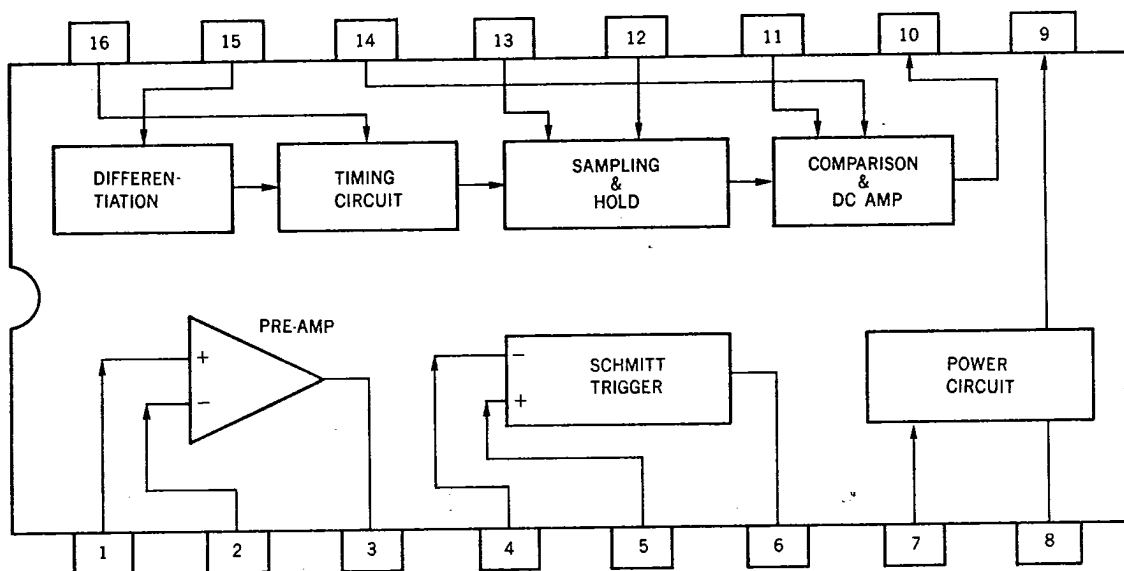 16 15 14 13 12 11 10 9
DIFFEREN-
TIATION
TIMING
CIRCUIT
SAMPLING
&
HOLD
COMPARISON
&
DC AMP
PRE-AMP
+
−
−
+
SCHMITT
TRIGGER
POWER
CIRCUIT
1 2 3 4 5 6 7 8